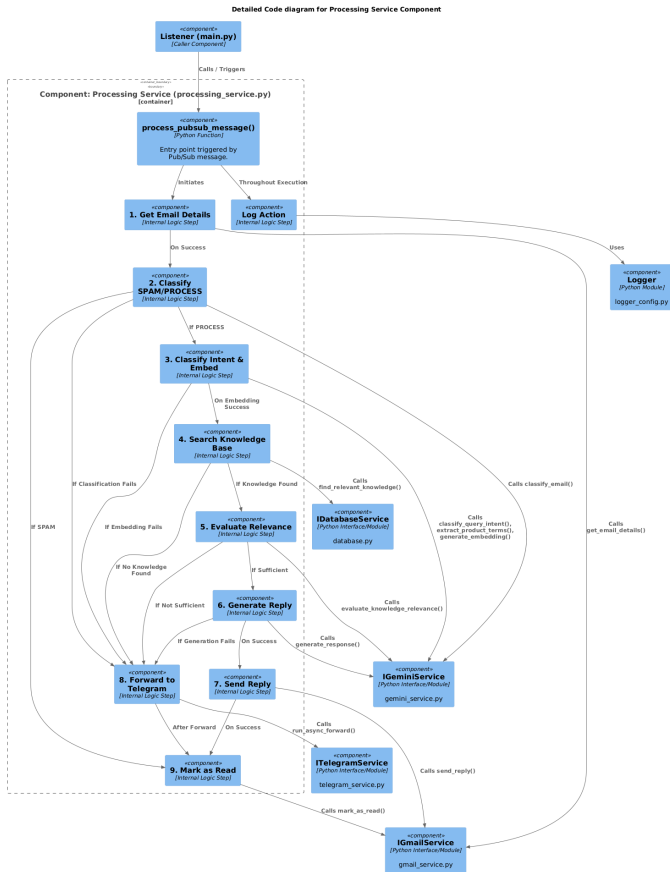 Detailed Code diagram for Processing Service Component
«component»
Listener (main.py)
[Caller Component]
Calls / Triggers
Component: Processing Service (processing_service.py)
[container]
«component»
process_pubsub_message()
[Python Function]
Entry point triggered by
Pub/Sub message.
Initiates
Throughout Execution
«component»
1. Get Email Details
[Internal Logic Step]
«component»
Log Action
[Internal Logic Step]
On Success
Uses
«component»
Logger
[Python Module]
logger_config.py
«component»
2. Classify
SPAM/PROCESS
[Internal Logic Step]
If PROCESS
«component»
3. Classify Intent &
Embed
[Internal Logic Step]
On Embedding
Success
«component»
4. Search Knowledge
Base
[Internal Logic Step]
If Classification Fails
If Knowledge Found
Calls
find_relevant_knowledge()
Calls classify_email()
«component»
IDatabaseService
[Python Interface/Module]
database.py
If SPAM
If Embedding Fails
«component»
5. Evaluate Relevance
[Internal Logic Step]
Calls
classify_query_intent(),
extract_product_terms(),
generate_embedding()
Calls
get_email_details()
If No Knowledge
Found
If Sufficient
If Not Sufficient
«component»
6. Generate Reply
[Internal Logic Step]
Calls
evaluate_knowledge_relevance()
If Generation Fails
On Success
Calls
generate_response()
«component»
8. Forward to
Telegram
[Internal Logic Step]
«component»
7. Send Reply
[Internal Logic Step]
«component»
IGeminiService
[Python Interface/Module]
gemini_service.py
After Forward
On Success
Calls
run_async_forward()
«component»
9. Mark as Read
[Internal Logic Step]
«component»
ITelegramService
[Python Interface/Module]
telegram_service.py
Calls send_reply()
Calls mark_as_read()
«component»
IGmailService
[Python Interface/Module]
gmail_service.py